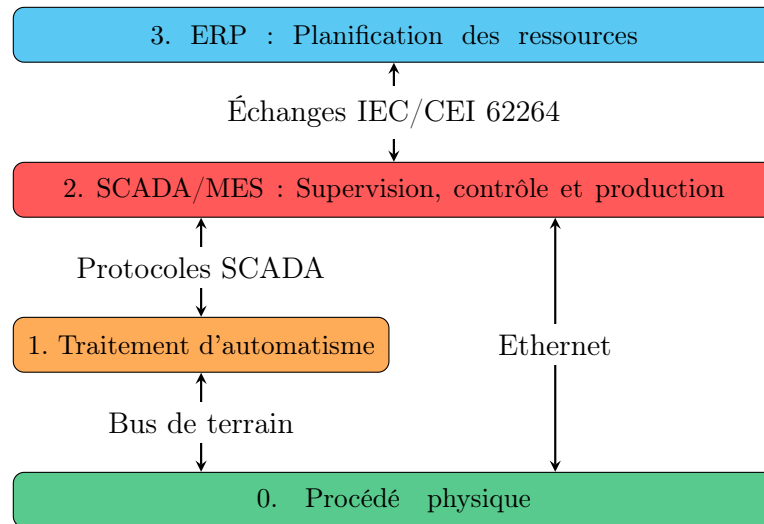 3. ERP : Planification des ressources
Échanges IEC/CEI 62264
2. SCADA/MES : Supervision, contrôle et production
Protocoles SCADA
1. Traitement d'automatisme
Ethernet
Bus de terrain
0. Procédé physique